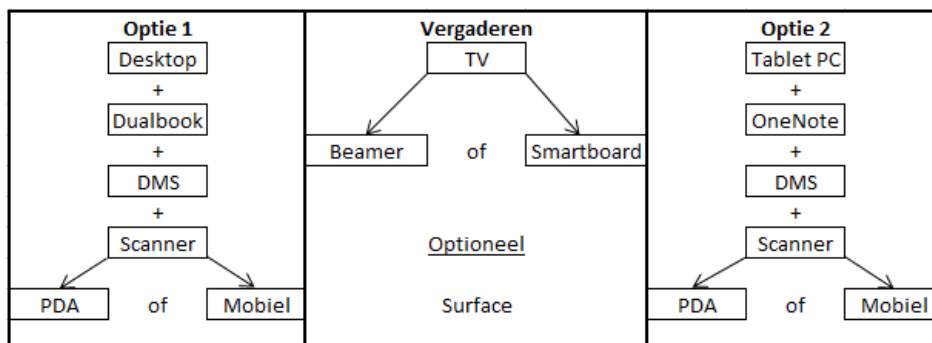 Optie 1
Desktop
+
Dualbook
+
DMS
+
Scanner
PDA of Mobiel
Vergaderen
TV
Beamer of Smartboard
Optioneel
Surface
Optie 2
Tablet PC
+
OneNote
+
DMS
+
Scanner
PDA of Mobiel